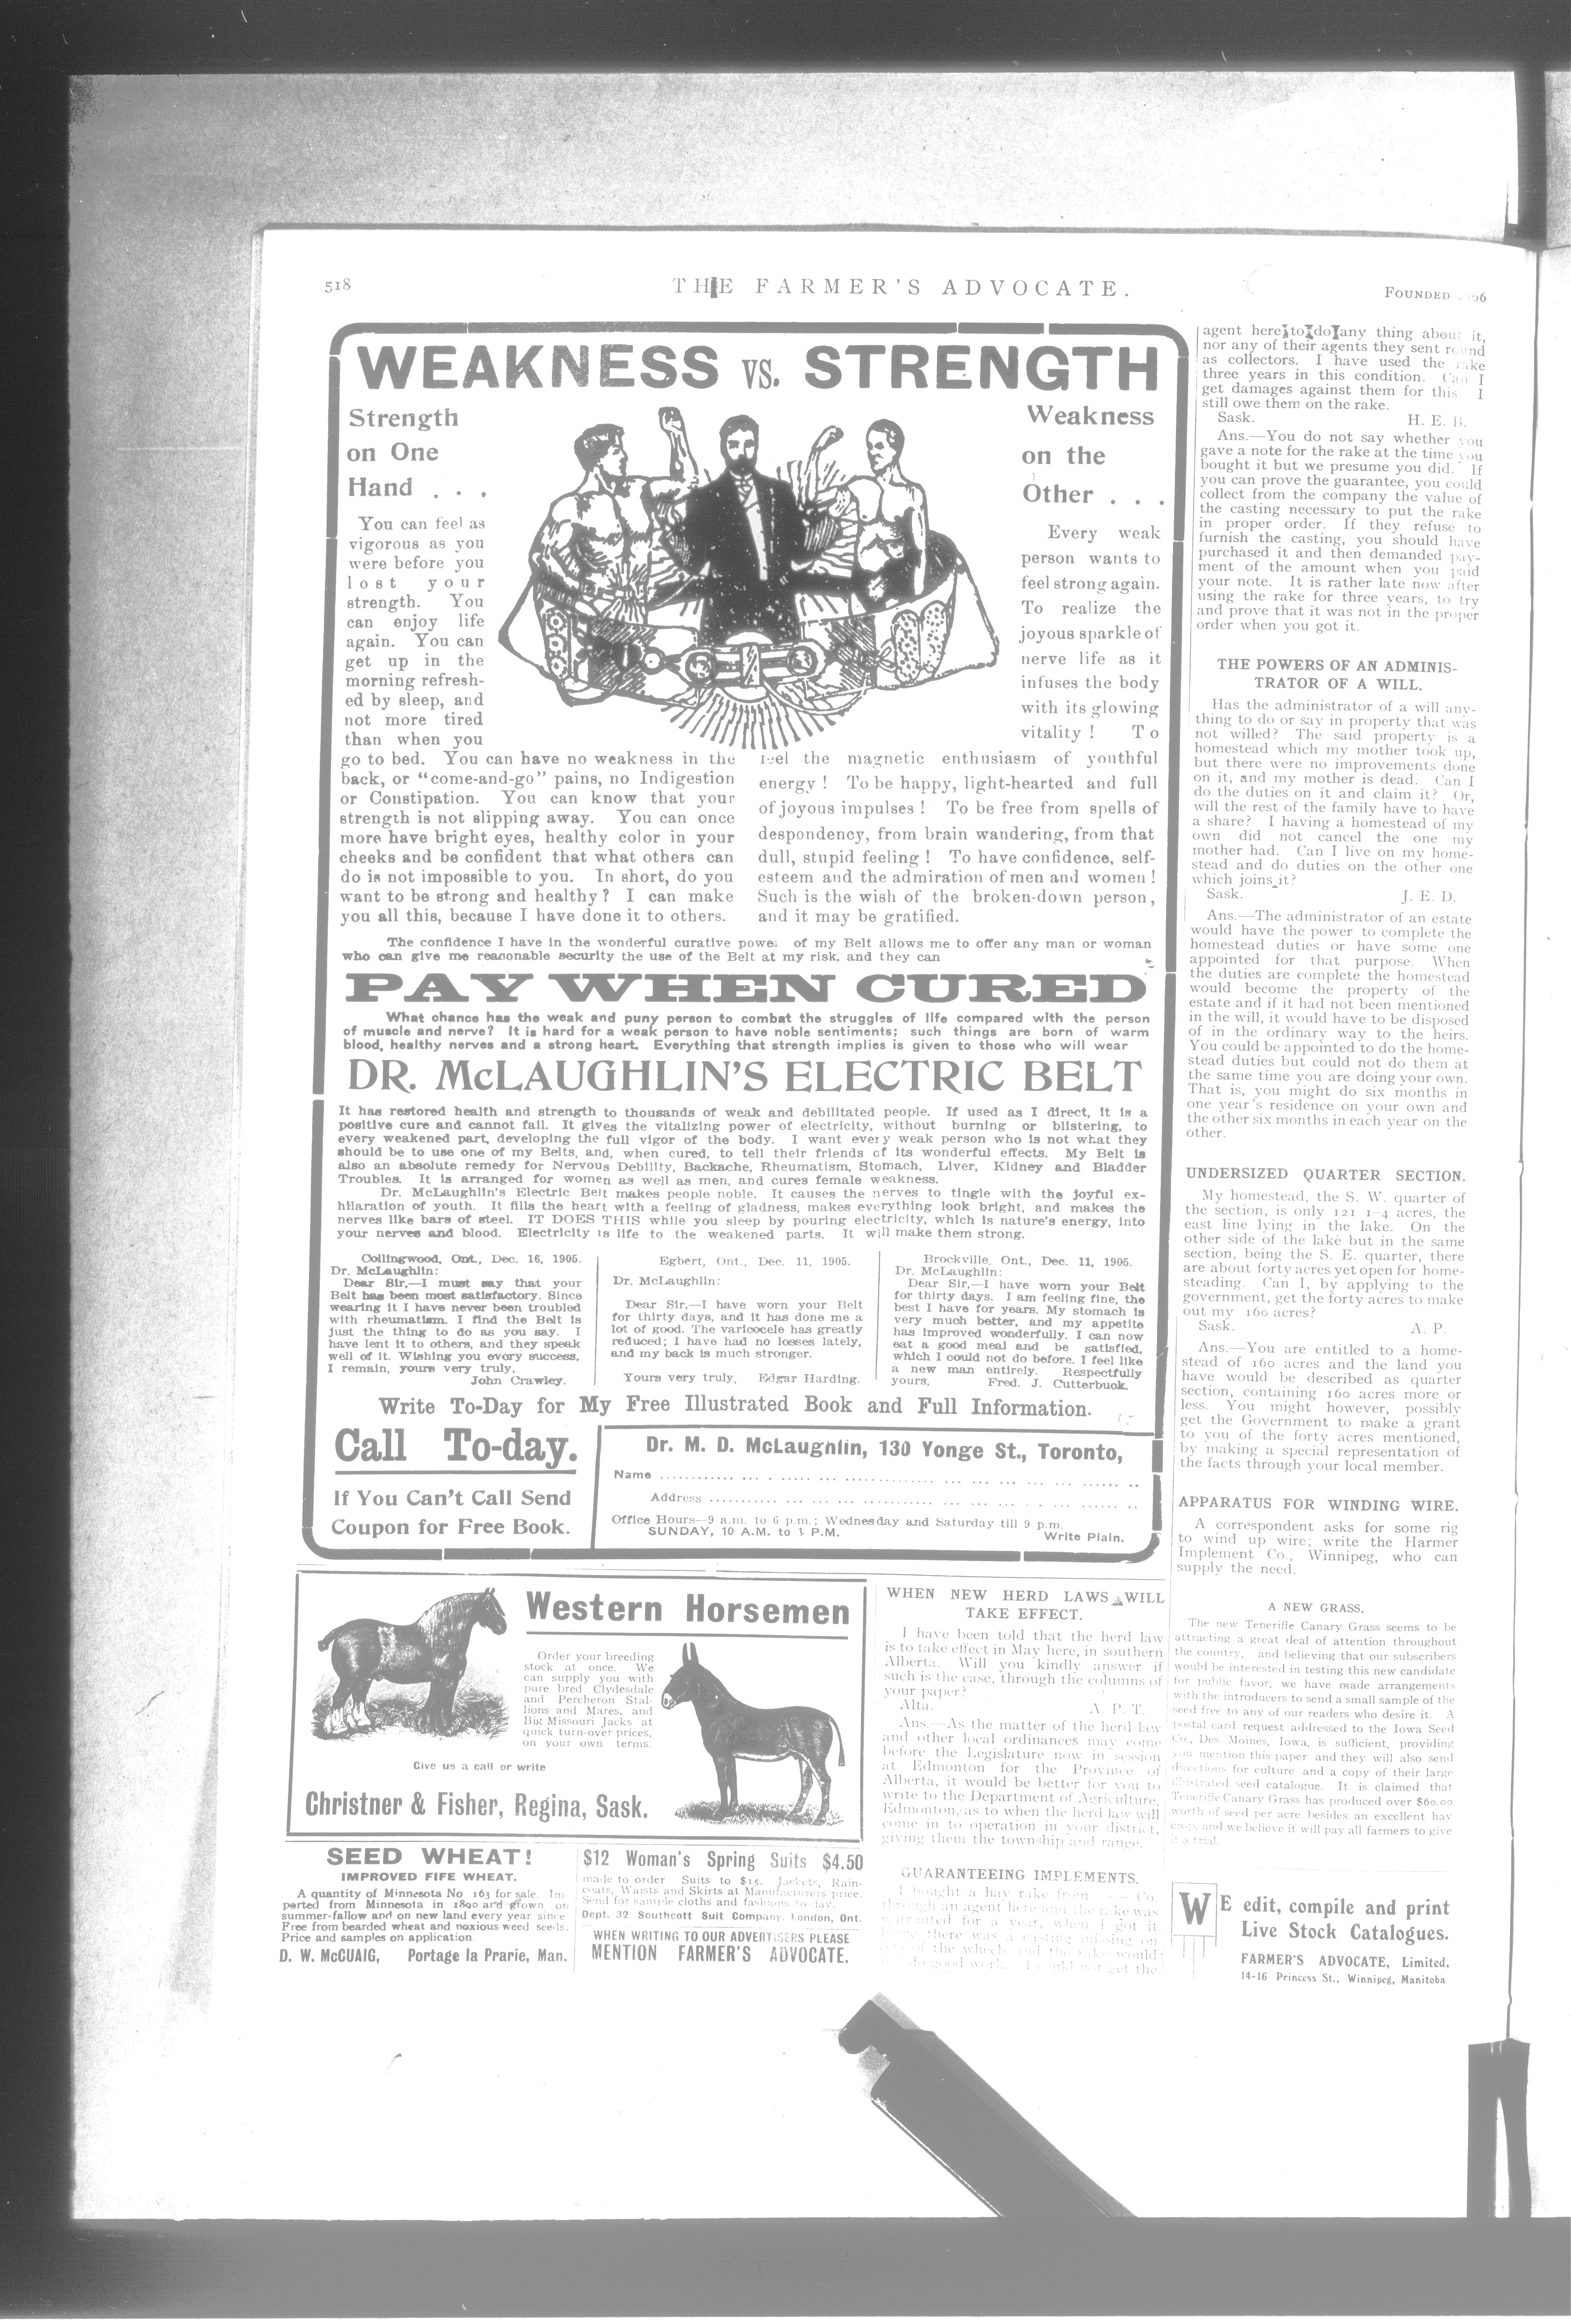 518
THE FARMER'S ADVOCATE.
FOUNDED
WEAKNESS VS. STRENGTH
Strength
on One
Hand . . .
You can feel as
vigorous as you
were before you
lost your
strength. You
can enjoy life
again. You can
get up in the
morning refresh-
ed by sleep, and
not more tired
than when you
go to bed. You can have no weakness in the
back, or "come-and-go" pains, no Indigestion
or Constipation. You can know that your
strength is not slipping away. You can once
more have bright eyes, healthy color in your
cheeks and be confident that what others can
do is not impossible to you. In short, do you
want to be strong and healthy? I can make
you all this, because I have done it to others.
Weakness
on the
Other . . .
Every weak
person wants to
feel strong again.
To realize the
joyous sparkle of
nerve life as it
infuses the body
with its glowing
vitality! To
feel the magnetic enthusiasm of youthful
energy! To be happy, light-hearted and full
of joyous impulses! To be free from spells of
despondency, from brain wandering, from that
dull, stupid feeling! To have confidence, self-
esteem and the admiration of men and women!
Such is the wish of the broken-down person,
and it may be gratified.
The confidence I have in the wonderful curative power of my Belt allows me to offer any man or woman
who can give me reasonable security the use of the Belt at my risk, and they can
PAY WHEN CURED
What chance has the weak and puny person to combat the struggles of life compared with the person
of muscle and nerve? It is hard for a weak person to have noble sentiments; such things are born of warm
blood, healthy nerves and a strong heart. Everything that strength implies is given to those who will wear
DR. McLAUGHLIN'S ELECTRIC BELT
It has restored health and strength to thousands of weak and debilitated people. If used as I direct, it is a
positive cure and cannot fail. It gives the vitalizing power of electricity, without burning or blistering, to
every weakened part, developing the full vigor of the body. I want every weak person who is not what they
should be to use one of my Belts, and, when cured, to tell their friends of its wonderful effects. My Belt is
also an absolute remedy for Nervous Debility, Backache, Rheumatism, Stomach, Liver, Kidney and Bladder
Troubles. It is arranged for women as well as men, and cures female weakness.
Dr. McLaughlin's Electric Belt makes people noble. It causes the nerves to tingle with the joyful ex-
hilaration of youth. It fills the heart with a feeling of gladness, makes everything look bright, and makes the
nerves like bars of steel. IT DOES THIS while you sleep by pouring electricity, which is nature's energy, into
your nerves and blood. Electricity is life to the weakened parts. It will make them strong.
Collingwood, Ont., Dec. 16, 1905.
Dr. McLaughlin:
Dear Sir,—I must say that your
Belt has been most satisfactory. Since
wearing it I have never been troubled
with rheumatism. I find the Belt is
just the thing to do as you say. I
have lent it to others, and they speak
well of it. Wishing you every success,
I remain, yours very truly,
John Crawley.
Egbert, Ont., Dec. 11, 1905.
Dr. McLaughlin:
Dear Sir,—I have worn your Belt
for thirty days, and it has done me a
lot of good. The varicocele has greatly
reduced; I have had no losses lately,
and my back is much stronger.
Yours very truly, Edgar Harding.
Brockville, Ont., Dec. 11, 1905.
Dr. McLaughlin:
Dear Sir,—I have worn your Belt
for thirty days. I am feeling fine, the
best I have for years. My stomach is
very much better, and my appetite
has improved wonderfully. I can now
eat a good meal and be satisfied,
which I could not do before. I feel like
a new man entirely. Respectfully
yours, Fred. J. Cutterbuck.
Write To-Day for My Free Illustrated Book and Full Information.
Call To-day.
If You Can't Call Send
Coupon for Free Book.
Dr. M. D. McLaughlin, 130 Yonge St., Toronto,
Name
Address
Office Hours—9 a.m. to 6 p.m.; Wednesday and Saturday till 9 p.m.
SUNDAY, 10 A.M. to 1 P.M.
Write Plain.
Western Horsemen
Order your breeding
stock at once. We
can supply you with
pure bred Clydesdale
and Percheron Stal-
lions and Mares, and
Big Missouri Jacks at
quick turn-over prices,
on your own terms.
Give us a call or write
Christner & Fisher, Regina, Sask.
SEED WHEAT!
IMPROVED FIFE WHEAT.
A quantity of Minnesota No 163 for sale. Im-
ported from Minnesota in 1890 and grown on
summer-fallow and on new land every year since
Free from bearded wheat and noxious weed seeds.
Price and samples on application
D. W. McCUAIG, Portage la Prarie, Man.
$12 Woman's Spring Suits $4.50
made to order Suits to $15. Jackets, Rain-
coats, Waists and Skirts at Manufacturers price.
Send for sample cloths and fashions to-day.
Dept. 32 Southcott Suit Company. London, Ont.
WHEN WRITING TO OUR ADVERTISERS PLEASE
MENTION FARMER'S ADVOCATE.
WHEN NEW HERD LAWS WILL
TAKE EFFECT.
I have been told that the herd law
is to take effect in May here, in southern
Alberta. Will you kindly answer if
such is the case, through the columns of
your paper?
Alta. A. P. T.
Ans.—As the matter of the herd law
and other local ordinances may come
before the Legislature now in session
at Edmonton for the Province of
Alberta, it would be better for you to
write to the Department of Agriculture,
Edmonton, as to when the herd law will
come in to operation in your district,
giving them the township and range.
GUARANTEEING IMPLEMENTS.
I bought a hay rake from —— Co.
through an agent here and the rake was
warranted for a year, when I got it
home there was a casting missing on
of the wheels and the rake would
not do good work. I could not get the
agent here to do any thing about it,
nor any of their agents they sent round
as collectors. I have used the rake
three years in this condition. Can I
get damages against them for this I
still owe them on the rake.
Sask. H. E. B.
Ans.—You do not say whether you
gave a note for the rake at the time you
bought it but we presume you did. If
you can prove the guarantee, you could
collect from the company the value of
the casting necessary to put the rake
in proper order. If they refuse to
furnish the casting, you should have
purchased it and then demanded pay-
ment of the amount when you paid
your note. It is rather late now after
using the rake for three years, to try
and prove that it was not in the proper
order when you got it.
THE POWERS OF AN ADMINIS-
TRATOR OF A WILL.
Has the administrator of a will any-
thing to do or say in property that was
not willed? The said property is a
homestead which my mother took up,
but there were no improvements done
on it, and my mother is dead. Can I
do the duties on it and claim it? Or,
will the rest of the family have to have
a share? I having a homestead of my
own did not cancel the one my
mother had. Can I live on my home-
stead and do duties on the other one
which joins it?
Sask. J. E. D.
Ans.—The administrator of an estate
would have the power to complete the
homestead duties or have some one
appointed for that purpose. When
the duties are complete the homestead
would become the property of the
estate and if it had not been mentioned
in the will, it would have to be disposed
of in the ordinary way to the heirs.
You could be appointed to do the home-
stead duties but could not do them at
the same time you are doing your own.
That is, you might do six months in
one year's residence on your own and
the other six months in each year on the
other.
UNDERSIZED QUARTER SECTION.
My homestead, the S. W. quarter of
the section, is only 121 1-4 acres, the
east line lying in the lake. On the
other side of the lake but in the same
section, being the S. E. quarter, there
are about forty acres yet open for home-
steading. Can I, by applying to the
government, get the forty acres to make
out my 160 acres?
Sask. A. P.
Ans.—You are entitled to a home-
stead of 160 acres and the land you
have would be described as quarter
section, containing 160 acres more or
less. You might however, possibly
get the Government to make a grant
to you of the forty acres mentioned,
by making a special representation of
the facts through your local member.
APPARATUS FOR WINDING WIRE.
A correspondent asks for some rig
to wind up wire; write the Harmer
Implement Co., Winnipeg, who can
supply the need.
A NEW GRASS.
The new Teneriffe Canary Grass seems to be
attracting a great deal of attention throughout
the country, and believing that our subscribers
would be interested in testing this new candidate
for public favor, we have made arrangements
with the introducers to send a small sample of the
seed free to any of our readers who desire it. A
postal card request addressed to the Iowa Seed
Co., Des Moines, Iowa, is sufficient, providing
you mention this paper and they will also send
directions for culture and a copy of their large
illustrated seed catalogue. It is claimed that
Teneriffe Canary Grass has produced over $60.00
worth of seed per acre besides an excellent hay
crop, and we believe it will pay all farmers to give
it a trial.
WE edit, compile and print
Live Stock Catalogues.
FARMER'S ADVOCATE, Limited,
14-16 Princess St., Winnipeg, Manitoba